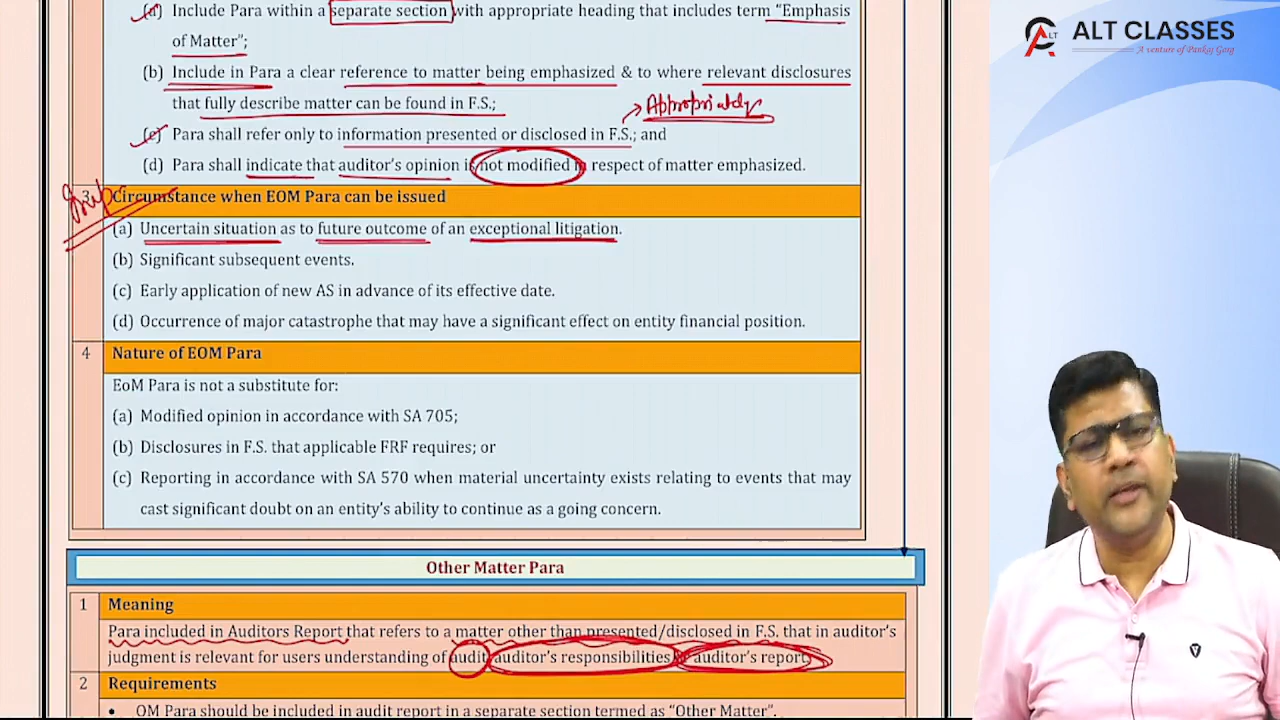 (a) Include Para within a separate section with appropriate heading that includes term “Emphasis
of Matter”;
(b) Include in Para a clear reference to matter being emphasized & to where relevant disclosures
that fully describe matter can be found in F.S.;
Appropriately
(c) Para shall refer only to information presented or disclosed in F.S.; and
(d) Para shall indicate that auditor’s opinion is not modified in respect of matter emphasized.
3 Circumstance when EOM Para can be issued
(a) Uncertain situation as to future outcome of an exceptional litigation.
(b) Significant subsequent events.
(c) Early application of new AS in advance of its effective date.
(d) Occurrence of major catastrophe that may have a significant effect on entity financial position.
4 Nature of EOM Para
EoM Para is not a substitute for:
(a) Modified opinion in accordance with SA 705;
(b) Disclosures in F.S. that applicable FRF requires; or
(c) Reporting in accordance with SA 570 when material uncertainty exists relating to events that may
cast significant doubt on an entity’s ability to continue as a going concern.
Other Matter Para
1 Meaning
Para included in Auditors Report that refers to a matter other than presented/disclosed in F.S. that in auditor’s
judgment is relevant for users understanding of audit auditor’s responsibilities auditor’s report
2 Requirements
• OM Para should be included in audit report in a separate section termed as “Other Matter”.
ALT
ALT CLASSES
A venture of Pankaj Garg